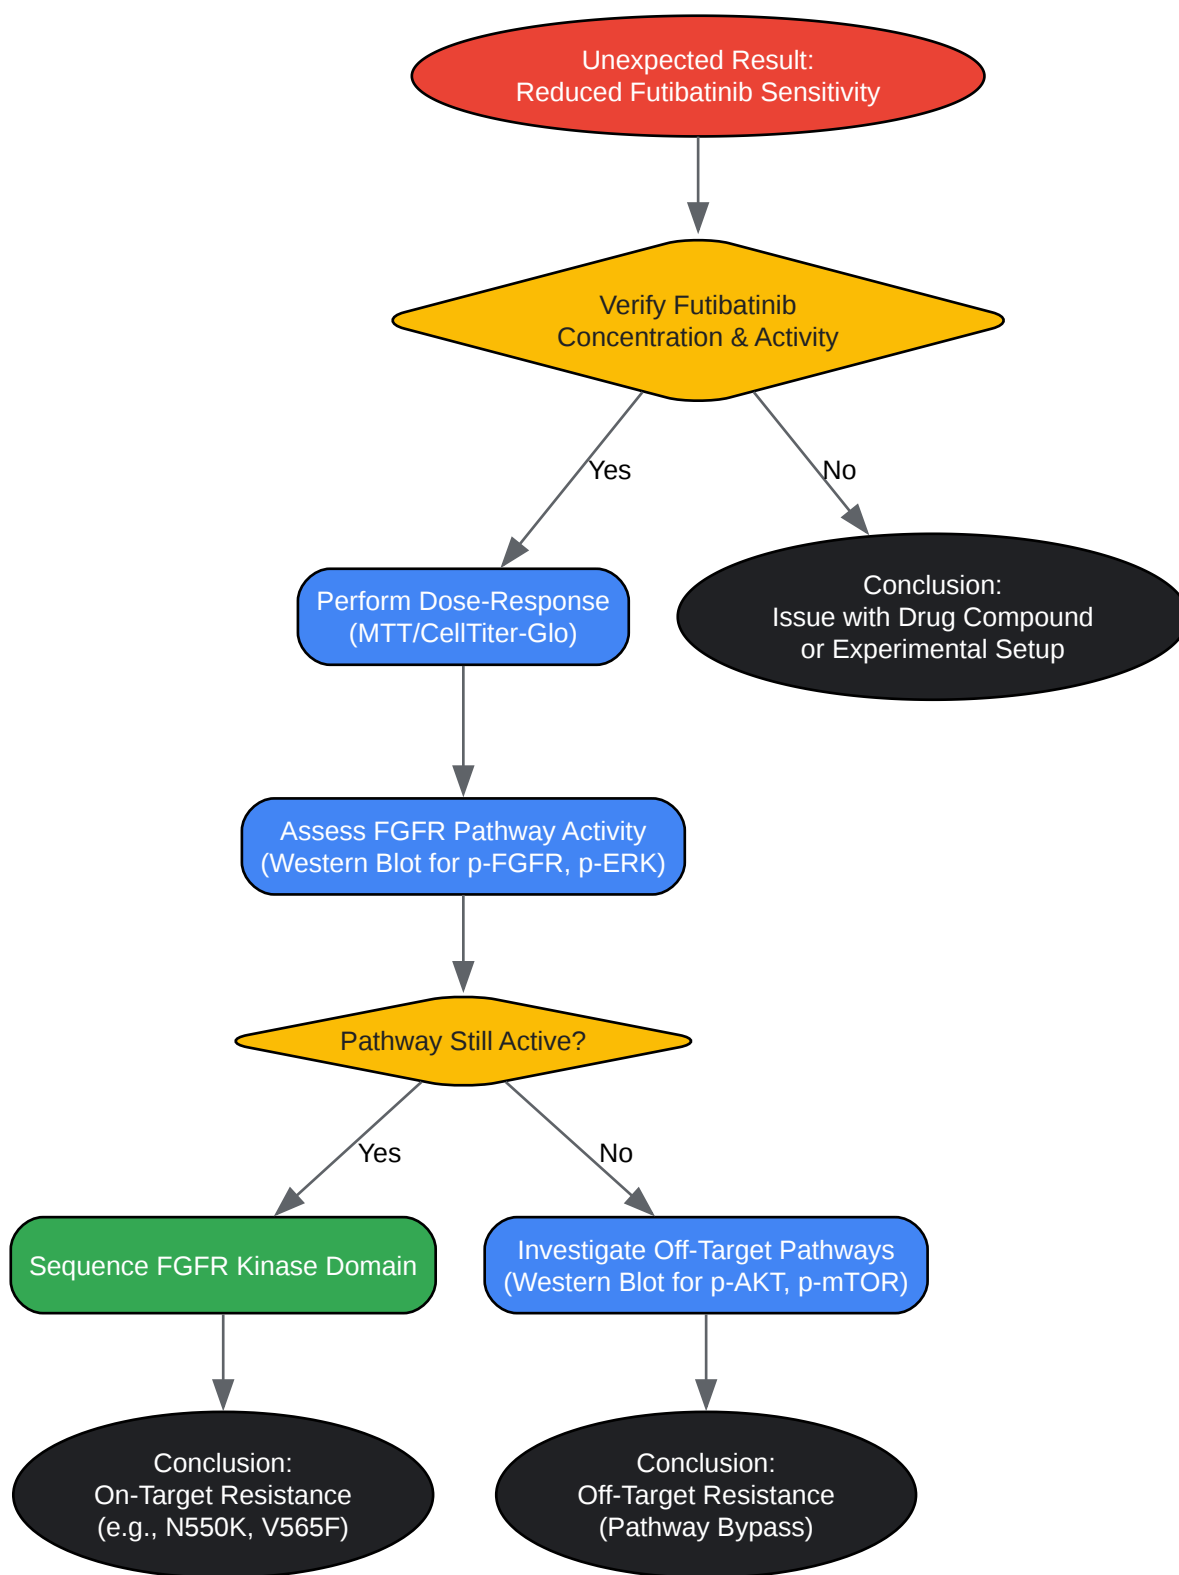 Unexpected Result:
Reduced Futibatinib Sensitivity
Verify Futibatinib
Concentration & Activity
Yes
No
Perform Dose-Response
(MTT/CellTiter-Glo)
Conclusion:
Issue with Drug Compound
or Experimental Setup
Assess FGFR Pathway Activity
(Western Blot for p-FGFR, p-ERK)
Pathway Still Active?
Yes
No
Sequence FGFR Kinase Domain
Investigate Off-Target Pathways
(Western Blot for p-AKT, p-mTOR)
Conclusion:
On-Target Resistance
(e.g., N550K, V565F)
Conclusion:
Off-Target Resistance
(Pathway Bypass)